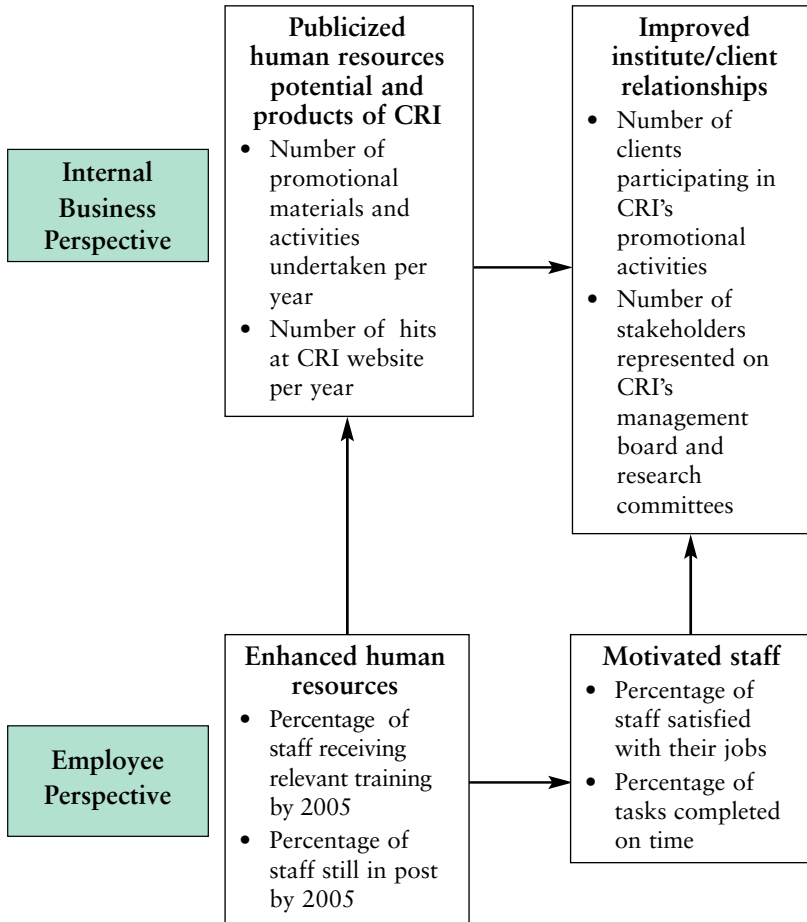 Internal
Business
Perspective
Publicized
human resources
potential and
products of CRI
• Number of
promotional
materials and
activities
undertaken per
year
• Number of hits
at CRI website
per year
Improved
institute/client
relationships
• Number of
clients
participating in
CRI's
promotional
activities
• Number of
stakeholders
represented on
CRI's
management
board and
research
committees
Employee
Perspective
Enhanced human
resources
• Percentage of
staff receiving
relevant training
by 2005
• Percentage of
staff still in post
by 2005
Motivated staff
• Percentage of
staff satisfied
with their jobs
• Percentage of
tasks completed
on time